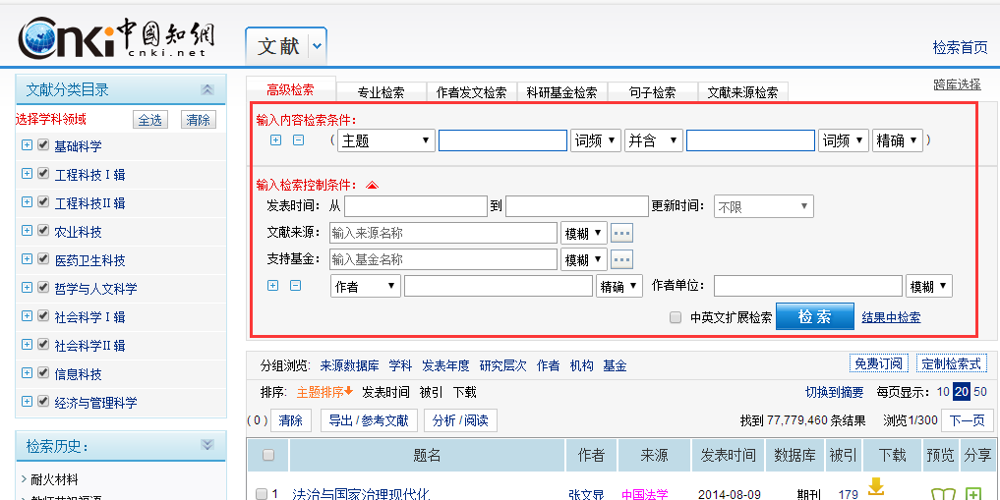 Cnki 中國知網
cnki.net
文献
检索首页
文献分类目录
选择学科领域 全选 清除
基础科学
工程科技Ⅰ辑
工程科技Ⅱ辑
农业科技
医药卫生科技
哲学与人文科学
社会科学Ⅰ辑
社会科学Ⅱ辑
信息科技
经济与管理科学
检索历史：
耐火材料
高级检索 专业检索 作者发文检索 科研基金检索 句子检索 文献来源检索 跨库选择
输入内容检索条件：
( 主题 词频 并含 词频 精确 )
输入检索控制条件：
发表时间：从 到 更新时间： 不限
文献来源： 输入来源名称 模糊 ...
支持基金： 输入基金名称 模糊 ...
作者 精确 作者单位： 模糊
中英文扩展检索 检索 结果中检索
分组浏览: 来源数据库 学科 发表年度 研究层次 作者 机构 基金 免费订阅 定制检索式
排序: 主题排序 发表时间 被引 下载 切换到摘要 每页显示：10 20 50
(0) 清除 导出/参考文献 分析/阅读 找到 77,779,460 条结果 浏览1/300 下一页
题名 作者 来源 发表时间 数据库 被引 下载 预览 分享
1 法治与国家治理现代化 张文显 中国法学 2014-08-09 期刊 179